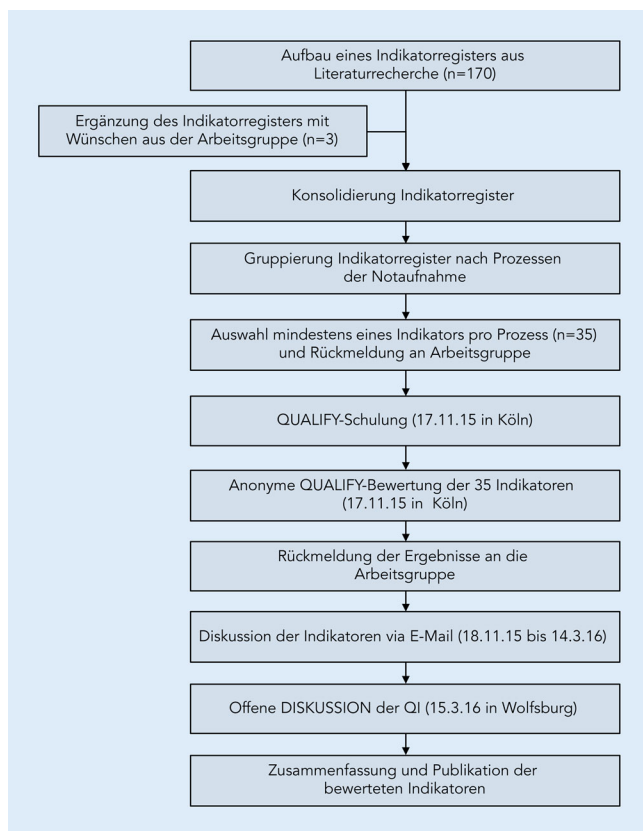 Aufbau eines Indikatorregisters aus
Literaturrecherche (n=170)
Ergänzung des Indikatorregisters mit
Wünschen aus der Arbeitsgruppe (n=3)
Konsolidierung Indikatorregister
Gruppierung Indikatorregister nach Prozessen
der Notaufnahme
Auswahl mindestens eines Indikators pro Prozess (n=35)
und Rückmeldung an Arbeitsgruppe
QUALIFY-Schulung (17.11.15 in Köln)
Anonyme QUALIFY-Bewertung der 35 Indikatoren
(17.11.15 in Köln)
Rückmeldung der Ergebnisse an die
Arbeitsgruppe
Diskussion der Indikatoren via E-Mail (18.11.15 bis 14.3.16)
Offene DISKUSSION der QI (15.3.16 in Wolfsburg)
Zusammenfassung und Publikation der
bewerteten Indikatoren